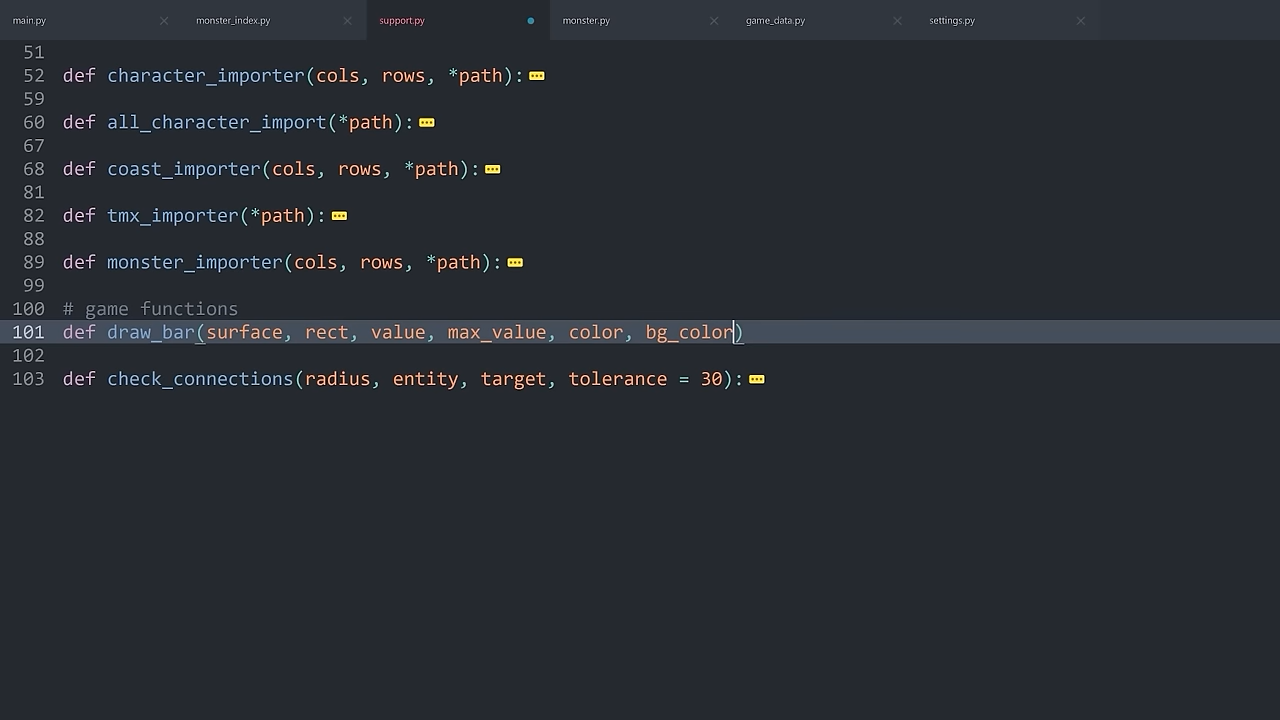 main.py monster_index.py support.py monster.py game_data.py settings.py
51
52 def character_importer(cols, rows, *path):
59
60 def all_character_import(*path):
67
68 def coast_importer(cols, rows, *path):
81
82 def tmx_importer(*path):
88
89 def monster_importer(cols, rows, *path):
99
100 # game functions
101 def draw_bar(surface, rect, value, max_value, color, bg_color)
102
103 def check_connections(radius, entity, target, tolerance = 30):